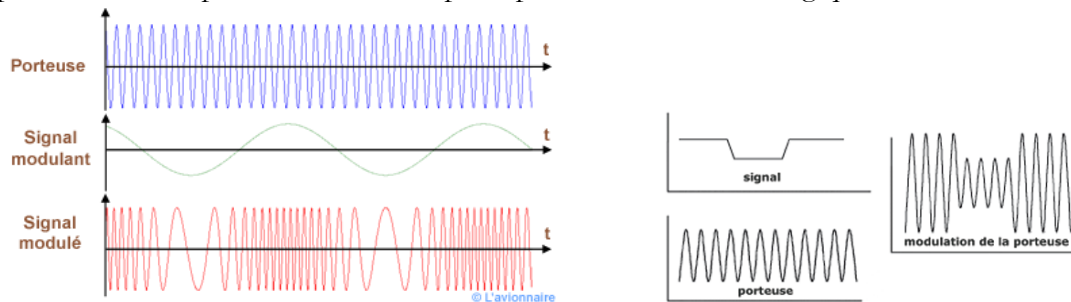 Porteuse
t
Signal
modulant
t
Signal
modulé
t
© L'avionnaire
signal
porteuse
modulation de la porteuse